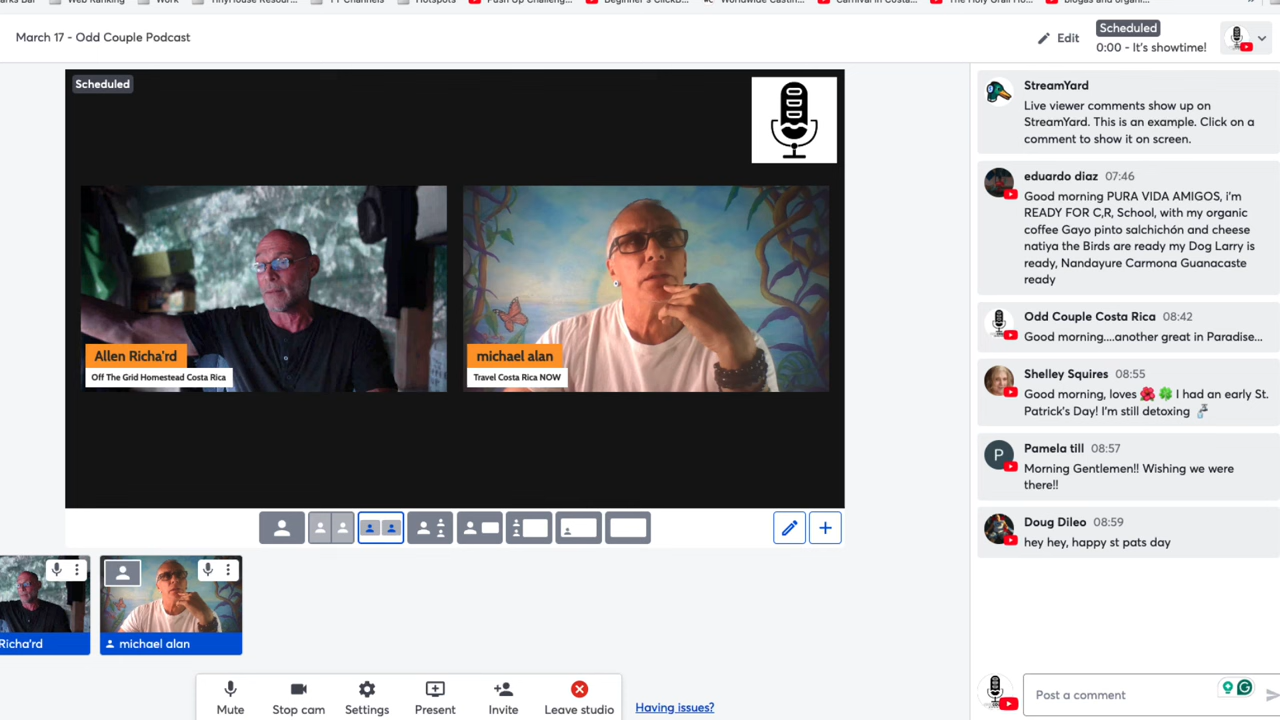 Work
YT Channels
Hotspots
March 17 - Odd Couple Podcast
Edit
Scheduled
0:00 - It's showtime!
Scheduled
Allen Richa'rd
Off The Grid Homestead Costa Rica
michael alan
Travel Costa Rica NOW
Richa'rd
michael alan
Mute
Stop cam
Settings
Present
Invite
Leave studio
Having issues?
StreamYard
Live viewer comments show up on
StreamYard. This is an example. Click on a
comment to show it on screen.
eduardo diaz 07:46
Good morning PURA VIDA AMIGOS, i'm
READY FOR C,R, School, with my organic
coffee Gayo pinto salchichón and cheese
natiya the Birds are ready my Dog Larry is
ready, Nandayure Carmona Guanacaste
ready
Odd Couple Costa Rica 08:42
Good morning....another great in Paradise...
Shelley Squires 08:55
Good morning, loves 🌺 🍀 I had an early St.
Patrick's Day! I'm still detoxing 🚰
P
Pamela till 08:57
Morning Gentlemen!! Wishing we were
there!!
Doug Dileo 08:59
hey hey, happy st pats day
Post a comment